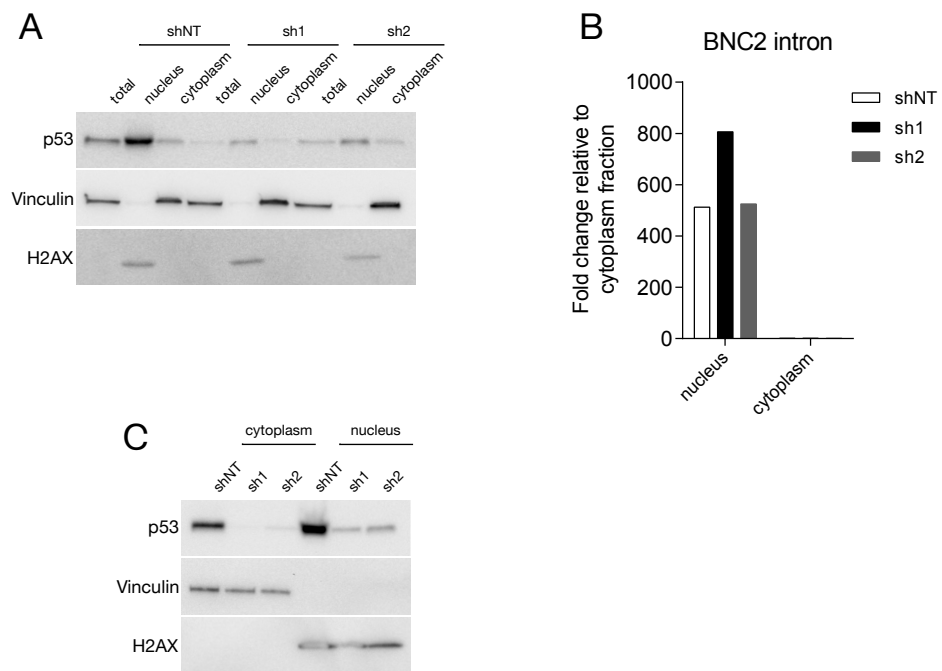 A
shNT sh1 sh2
total nucleus cytoplasm total nucleus cytoplasm total nucleus cytoplasm
p53
Vinculin
H2AX
B
BNC2 intron
Fold change relative to
cytoplasm fraction
1000
800
600
400
200
0
nucleus cytoplasm
shNT
sh1
sh2
C
cytoplasm nucleus
shNT sh1 sh2 shNT sh1 sh2
p53
Vinculin
H2AX